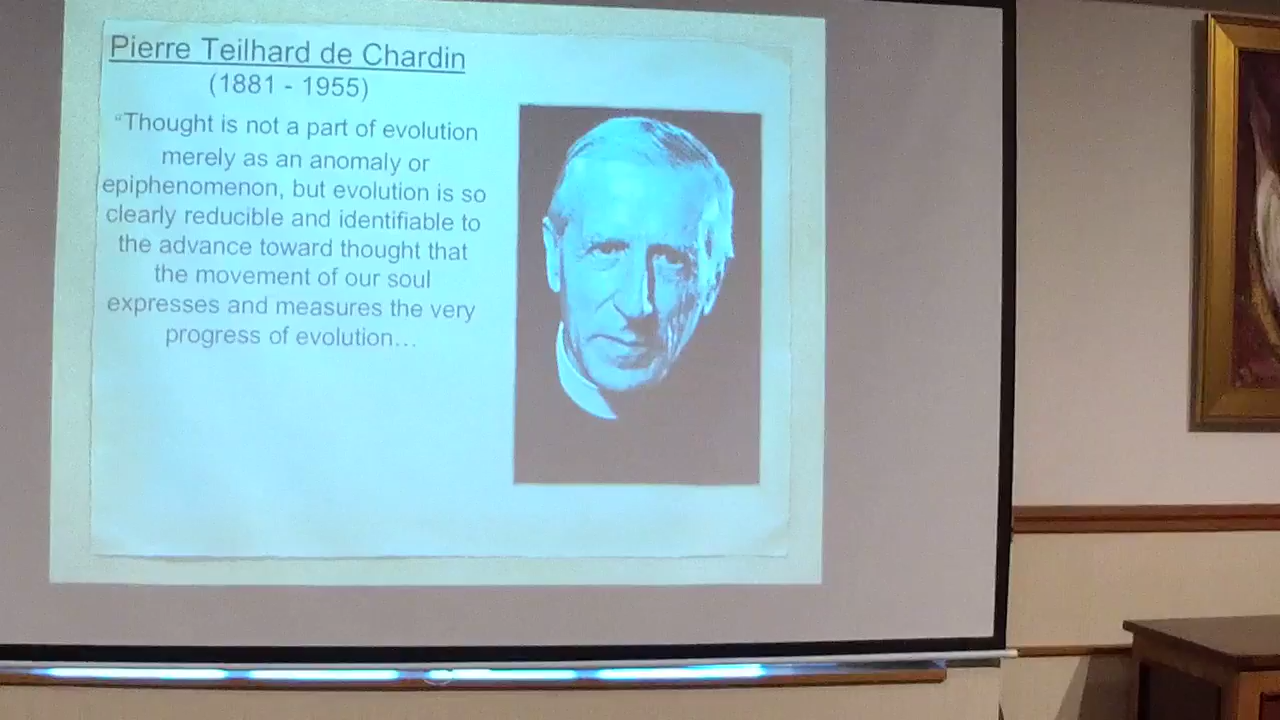 Pierre Teilhard de Chardin
(1881 - 1955)
“Thought is not a part of evolution
merely as an anomaly or
epiphenomenon, but evolution is so
clearly reducible and identifiable to
the advance toward thought that
the movement of our soul
expresses and measures the very
progress of evolution…